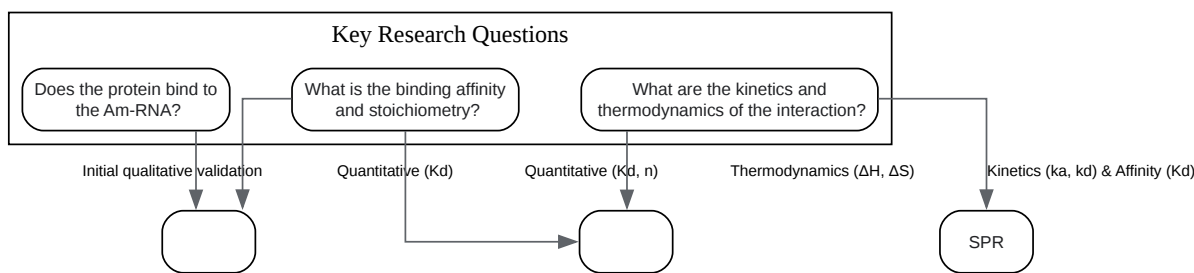 Key Research Questions
Does the protein bind to
the Am-RNA?
What is the binding affinity
and stoichiometry?
What are the kinetics and
thermodynamics of the interaction?
Initial qualitative validation
Quantitative (Kd)
Quantitative (Kd, n)
Thermodynamics (ΔH, ΔS)
Kinetics (ka, kd) & Affinity (Kd)
SPR